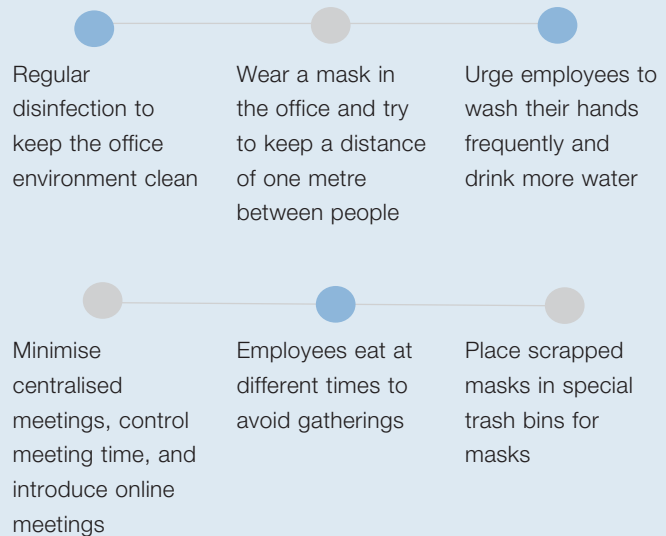 Regular
disinfection to
keep the office
environment clean
Wear a mask in
the office and try
to keep a distance
of one metre
between people
Urge employees to
wash their hands
frequently and
drink more water
Minimise
centralised
meetings, control
meeting time, and
introduce online
meetings
Employees eat at
different times to
avoid gatherings
Place scrapped
masks in special
trash bins for
masks